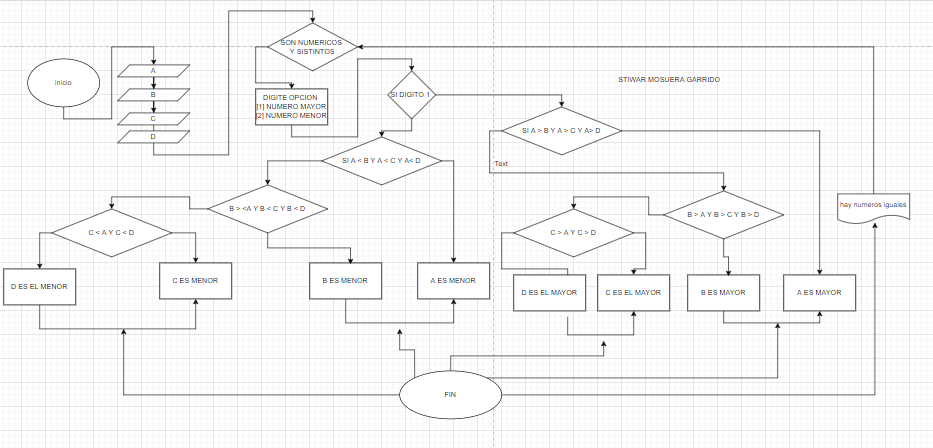 SON NUMERICOS
Y SISTINTOS
inicio
A
B
C
D
STIWAR MOSUERA GARRIDO
DIGITE OPCION
[1] NUMERO MAYOR
[2] NUMERO MENOR
SI DIGITO 1
SI A > B Y A > C Y A> D
Text
SI A < B Y A < C Y A< D
B > <A Y B < C Y B < D
B > A Y B > C Y B > D
hay numeros iguales
C < A Y C < D
C > A Y C > D
D ES EL MENOR
C ES MENOR
B ES MENOR
A ES MENOR
D ES EL MAYOR
C ES EL MAYOR
B ES MAYOR
A ES MAYOR
FIN